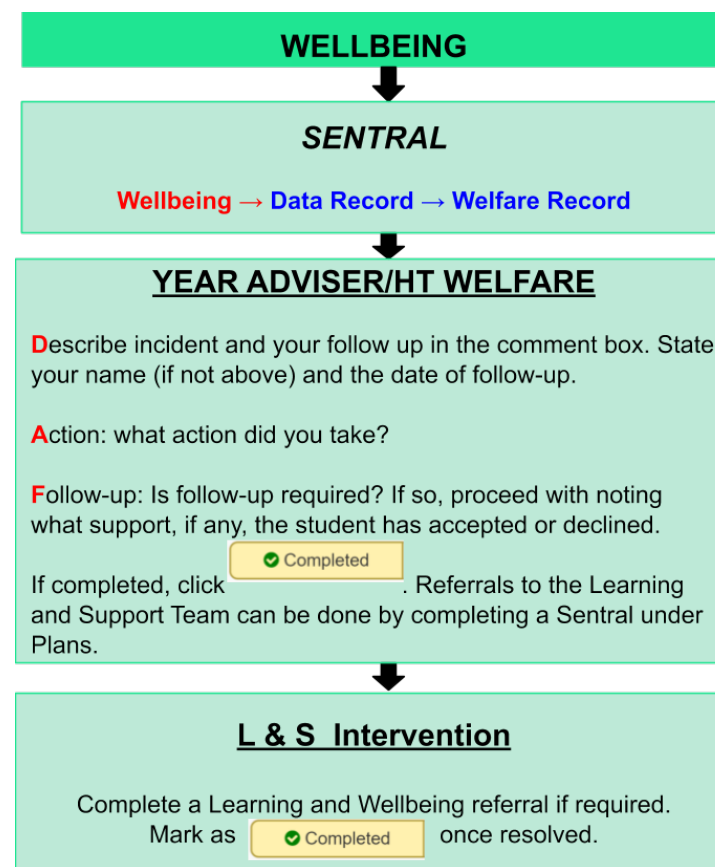 WELLBEING
SENTRAL
Wellbeing → Data Record → Welfare Record
YEAR ADVISER/HT WELFARE
Describe incident and your follow up in the comment box. State
your name (if not above) and the date of follow-up.
Action: what action did you take?
Follow-up: Is follow-up required? If so, proceed with noting
what support, if any, the student has accepted or declined.
If completed, click Completed . Referrals to the Learning
and Support Team can be done by completing a Sentral under
Plans.
L & S Intervention
Complete a Learning and Wellbeing referral if required.
Mark as Completed once resolved.